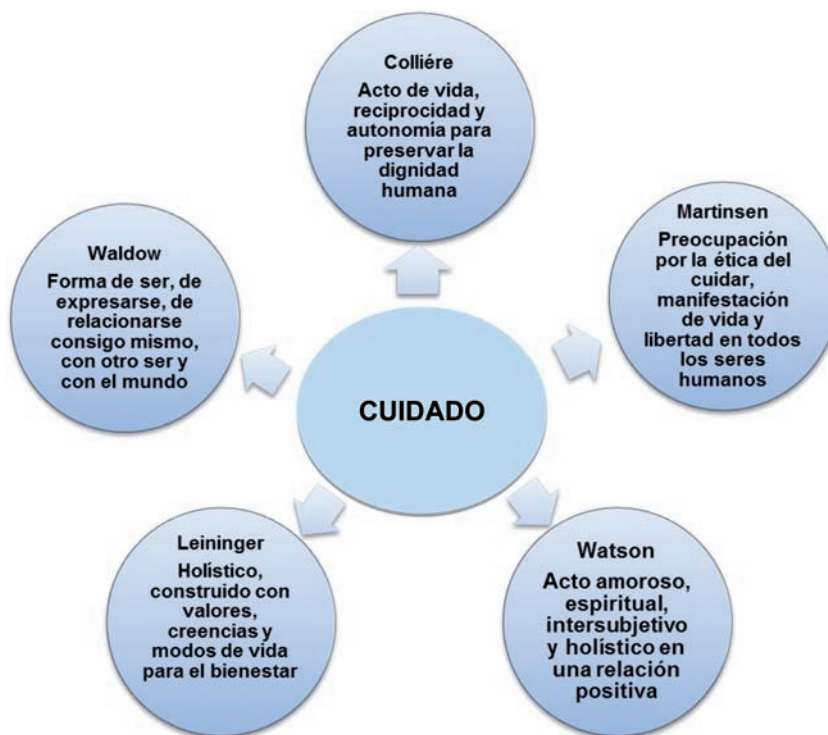 Colliére
Acto de vida,
reciprocidad y
autonomía para
preservar la
dignidad
humana
Martinsen
Preocupación
por la ética del
cuidar,
manifestación
de vida y
libertad en todos
los seres
humanos
Watson
Acto amoroso,
espiritual,
intersubjetivo
y holístico en
una relación
positiva
Leininger
Holístico,
construido con
valores,
creencias y
modos de vida
para el bienestar
Waldow
Forma de ser, de
expresarse, de
relacionarse
consigo mismo,
con otro ser y
con el mundo
CUIDADO